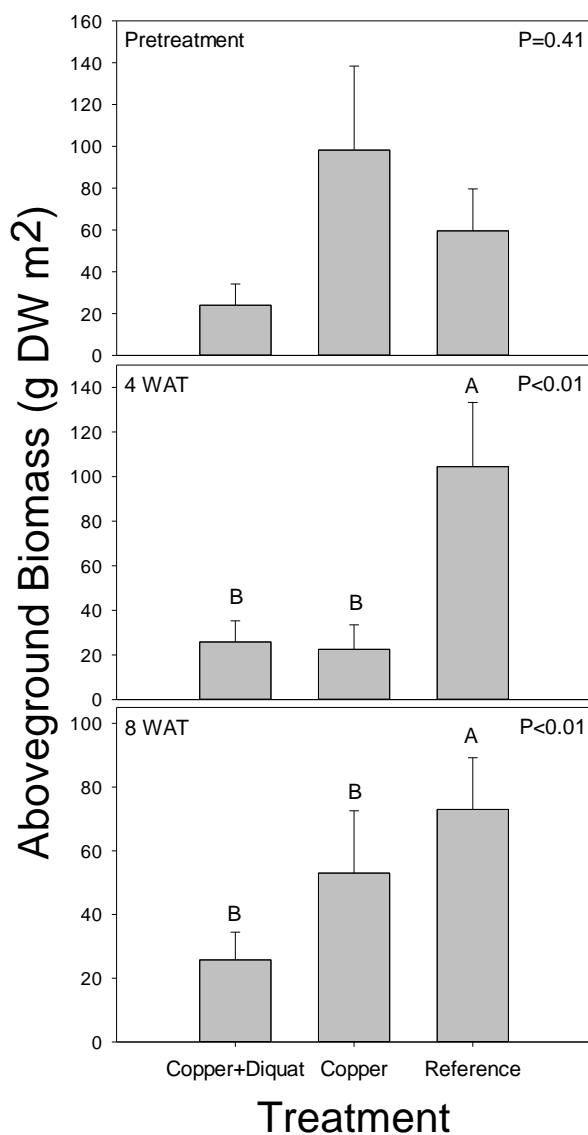 Aboveground Biomass (g DW m2)
160
140
120
100
80
60
40
20
0
Pretreatment P=0.41
140
120
100
80
60
40
20
0
4 WAT P<0.01
A
B B
100
80
60
40
20
0
8 WAT P<0.01
A
B
B
Copper+Diquat Copper Reference
Treatment